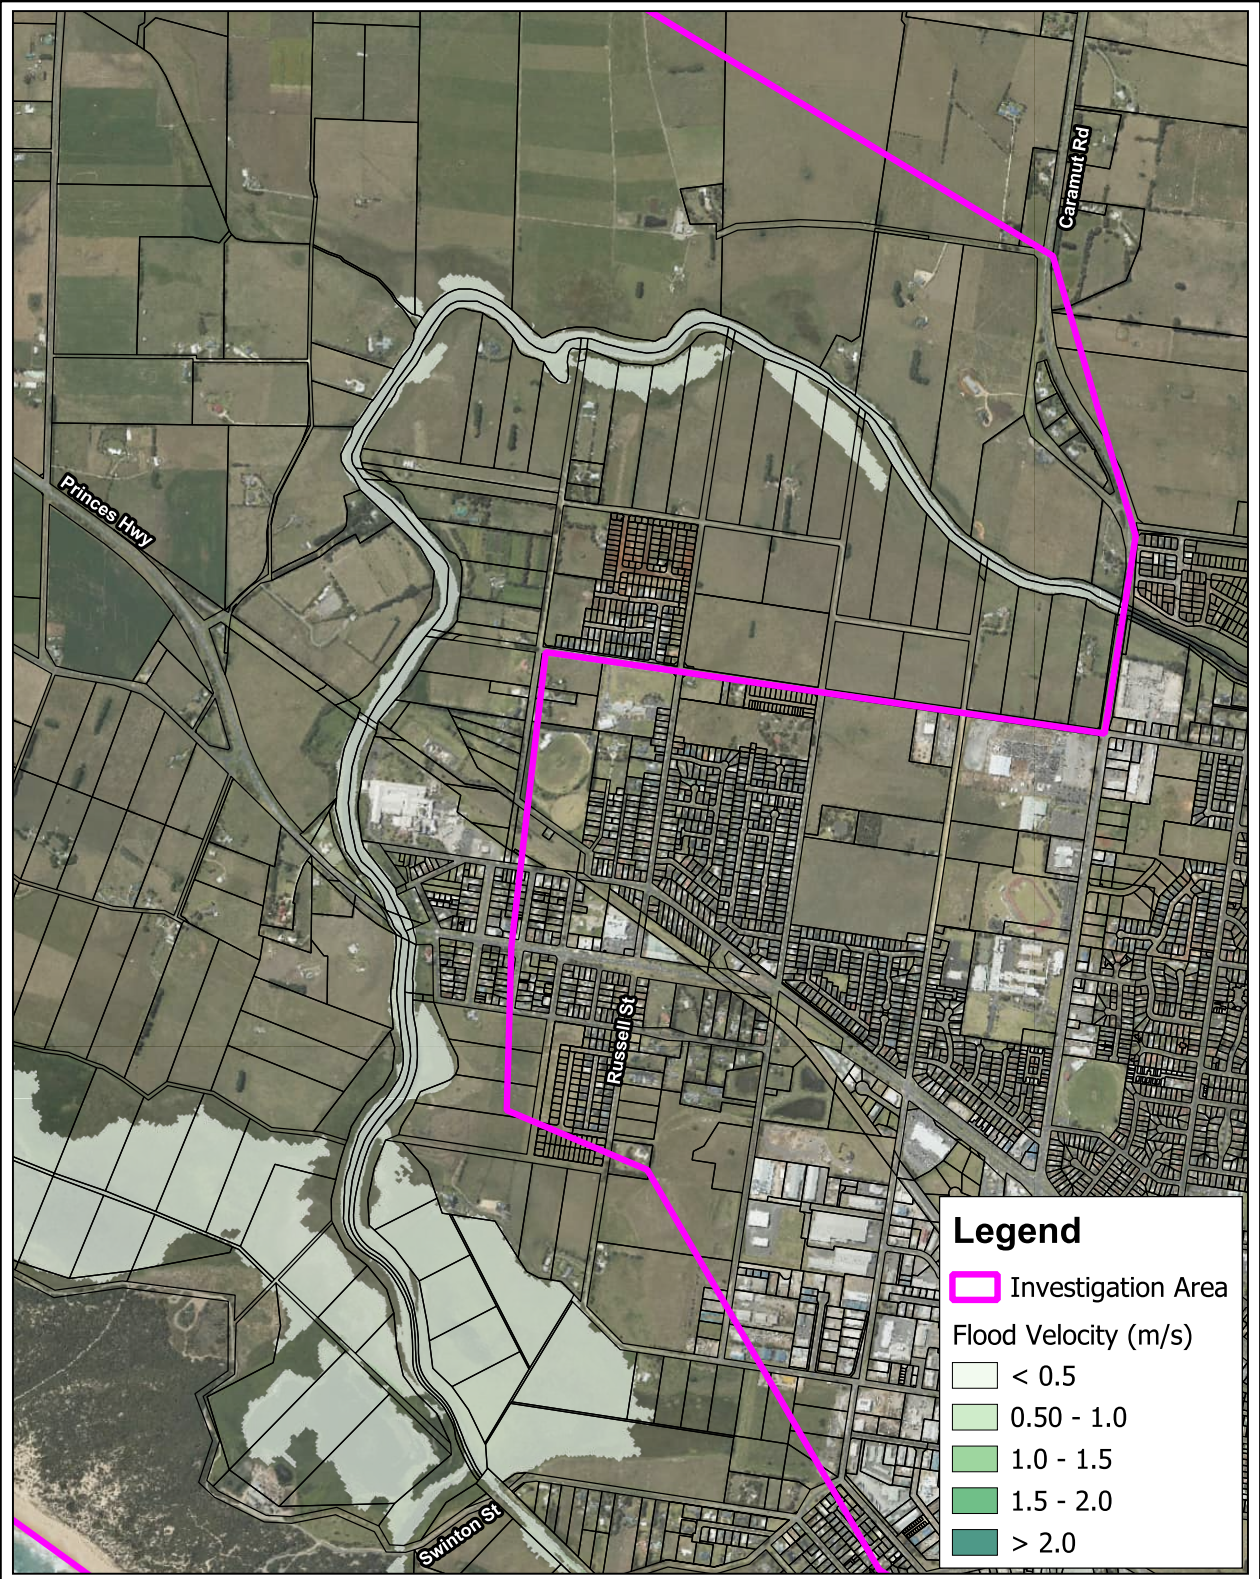 Caramut Rd
Princes Hwy
Russell St
Swinton St
Legend
Investigation Area
Flood Velocity (m/s)
< 0.5
0.50 - 1.0
1.0 - 1.5
1.5 - 2.0
> 2.0